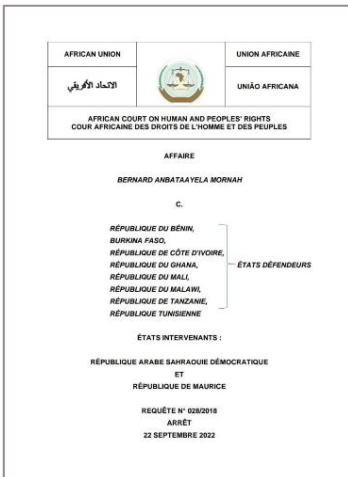 AFRICAN UNION
UNION AFRICAINE
الاتحاد الأفريقي
UNIÃO AFRICANA
AFRICAN COURT ON HUMAN AND PEOPLES' RIGHTS
COUR AFRICAINE DES DROITS DE L'HOMME ET DES PEUPLES
AFFAIRE
BERNARD ANBATAAYELA MORNAH
C.
RÉPUBLIQUE DU BÉNIN,
BURKINA FASO,
RÉPUBLIQUE DE CÔTE D'IVOIRE,
RÉPUBLIQUE DU GHANA,
RÉPUBLIQUE DU MALI,
RÉPUBLIQUE DU MALAWI,
RÉPUBLIQUE DE TANZANIE,
RÉPUBLIQUE TUNISIENNE
ÉTATS DÉFENDEURS
ÉTATS INTERVENANTS :
RÉPUBLIQUE ARABE SAHRAOUIE DÉMOCRATIQUE
ET
RÉPUBLIQUE DE MAURICE
REQUÊTE N° 028/2018
ARRÊT
22 SEPTEMBRE 2022